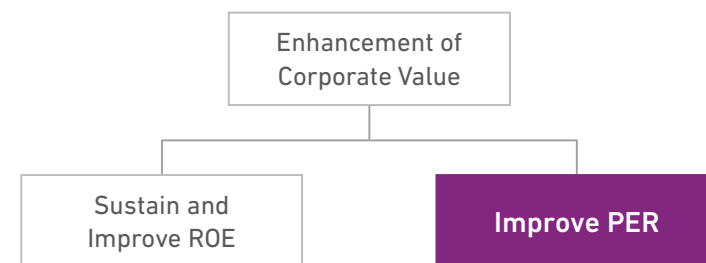 Enhancement of
Corporate Value
Sustain and
Improve ROE
Improve PER